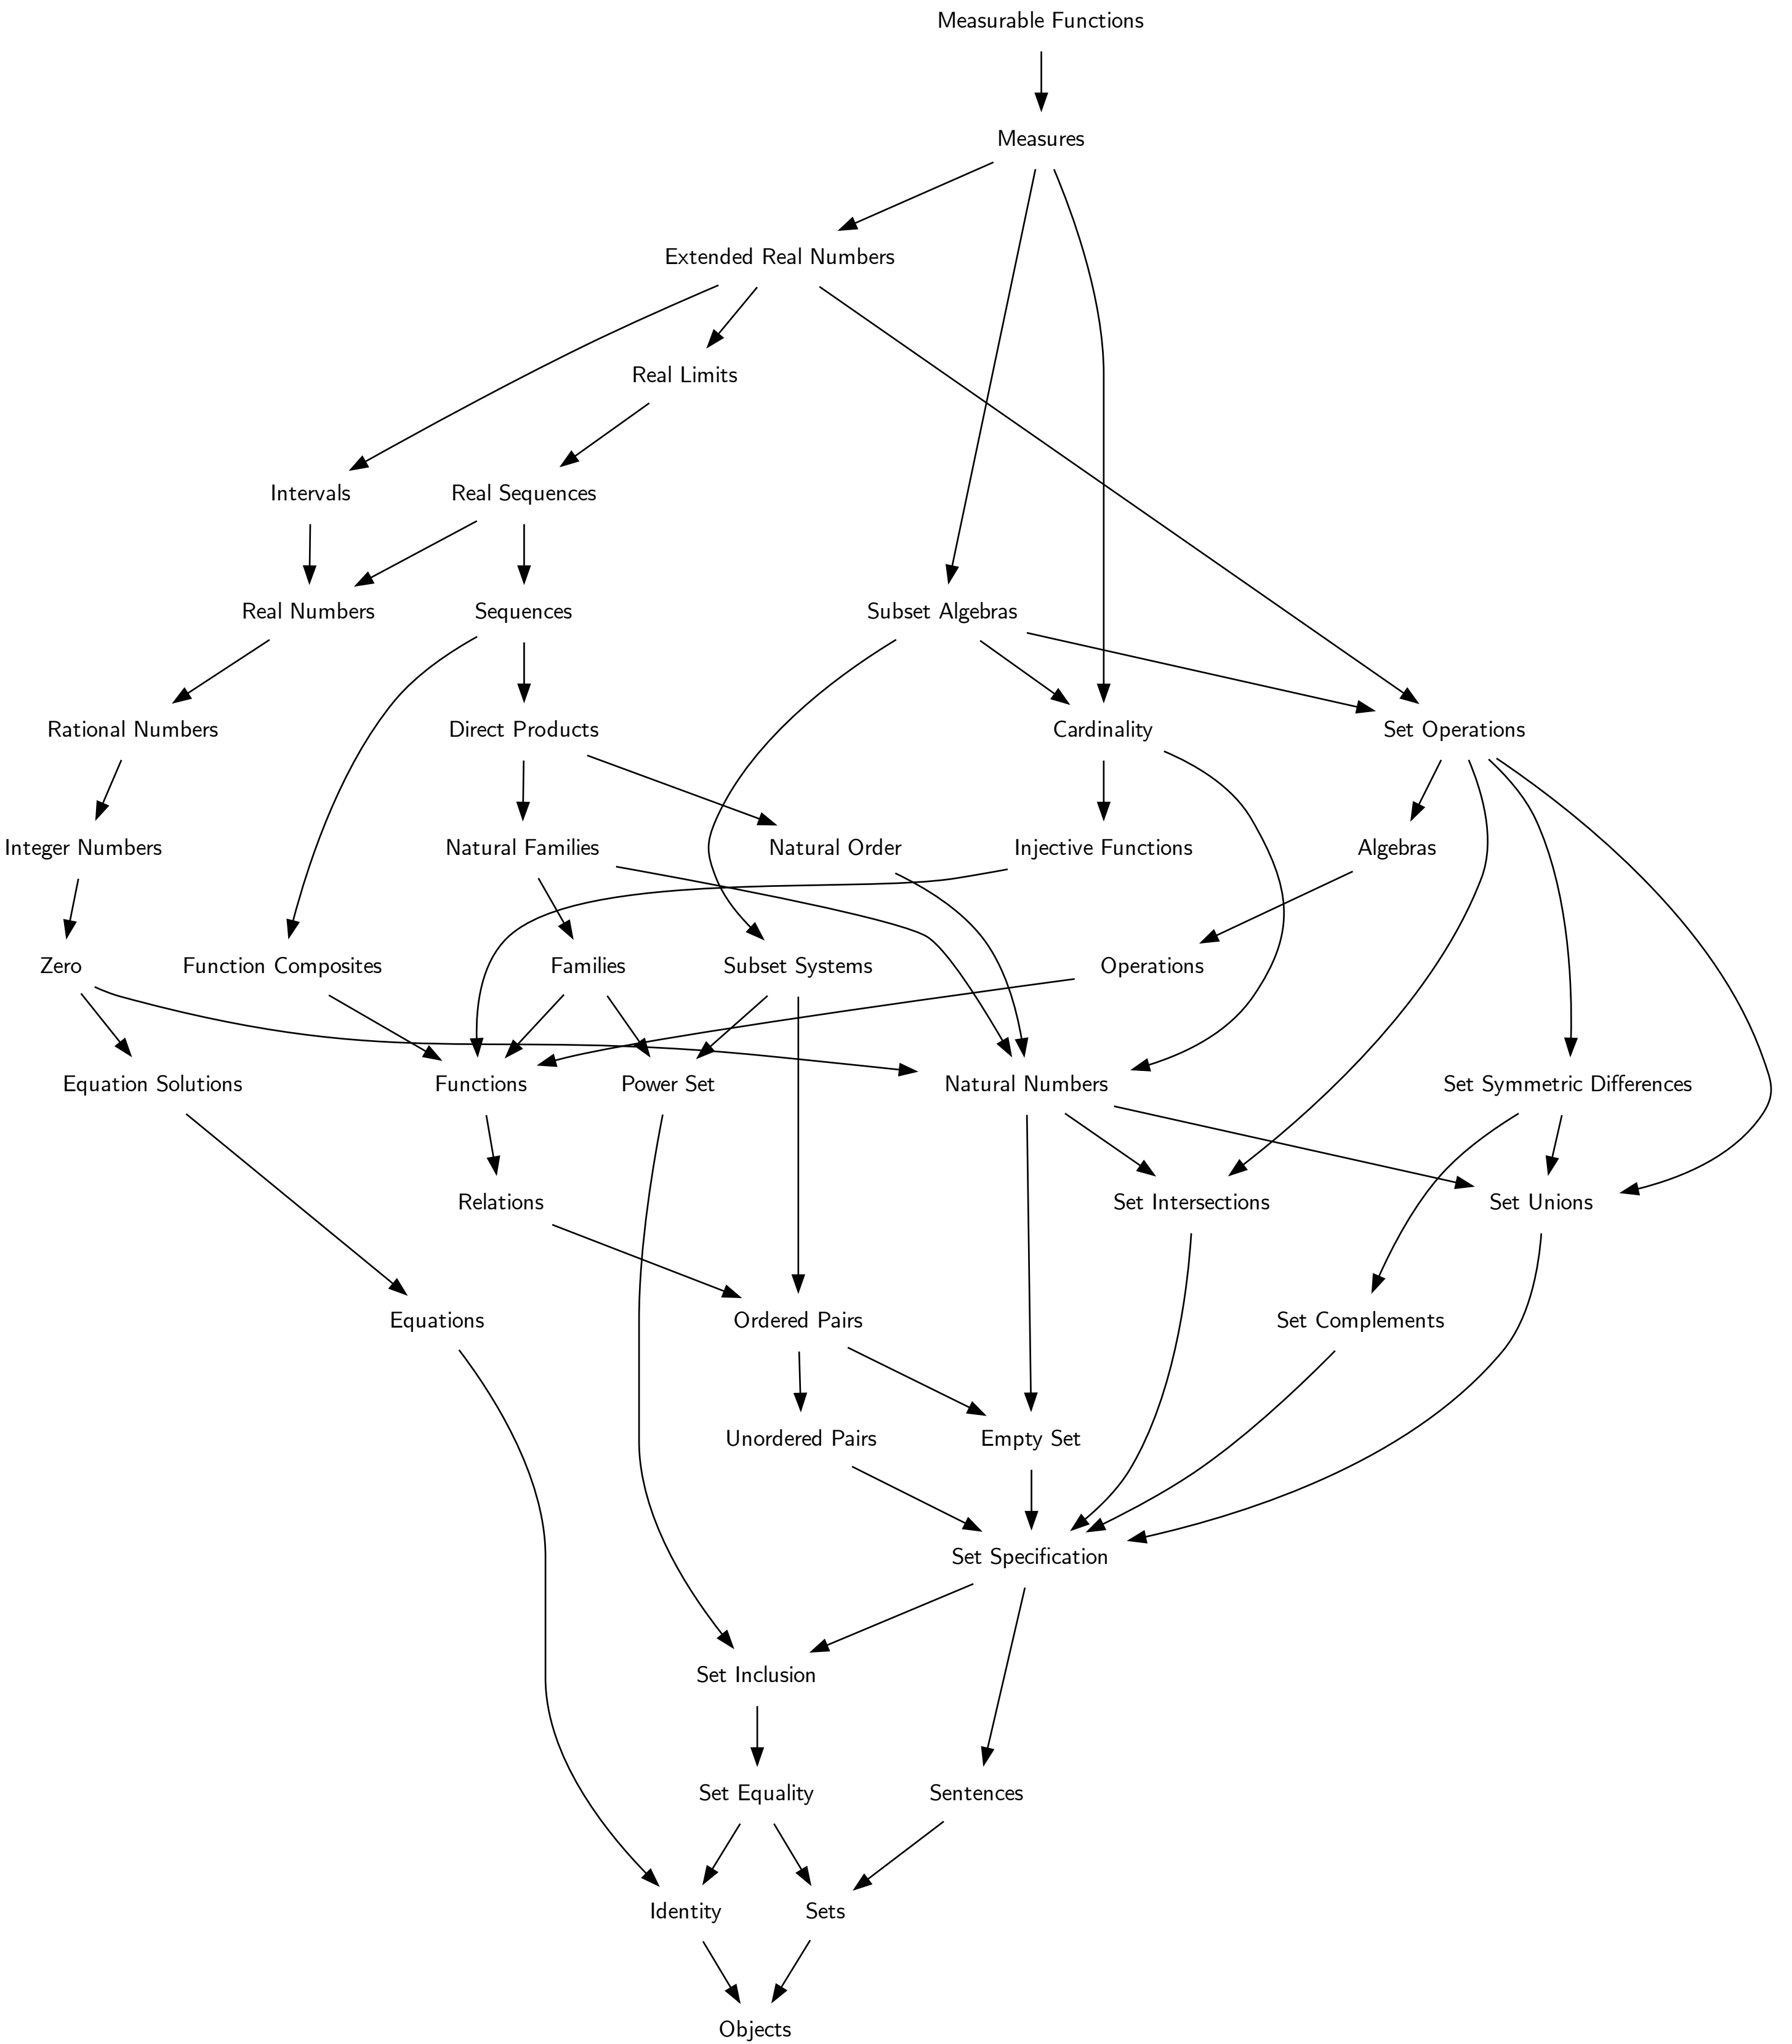 Measurable Functions
Measures
Extended Real Numbers
Real Limits
Intervals
Real Sequences
Real Numbers
Sequences
Subset Algebras
Rational Numbers
Direct Products
Cardinality
Set Operations
Integer Numbers
Natural Families
Natural Order
Injective Functions
Algebras
Zero
Function Composites
Families
Subset Systems
Operations
Equation Solutions
Functions
Power Set
Natural Numbers
Set Symmetric Differences
Relations
Set Intersections
Set Unions
Equations
Ordered Pairs
Set Complements
Unordered Pairs
Empty Set
Set Specification
Set Inclusion
Set Equality
Sentences
Identity
Sets
Objects